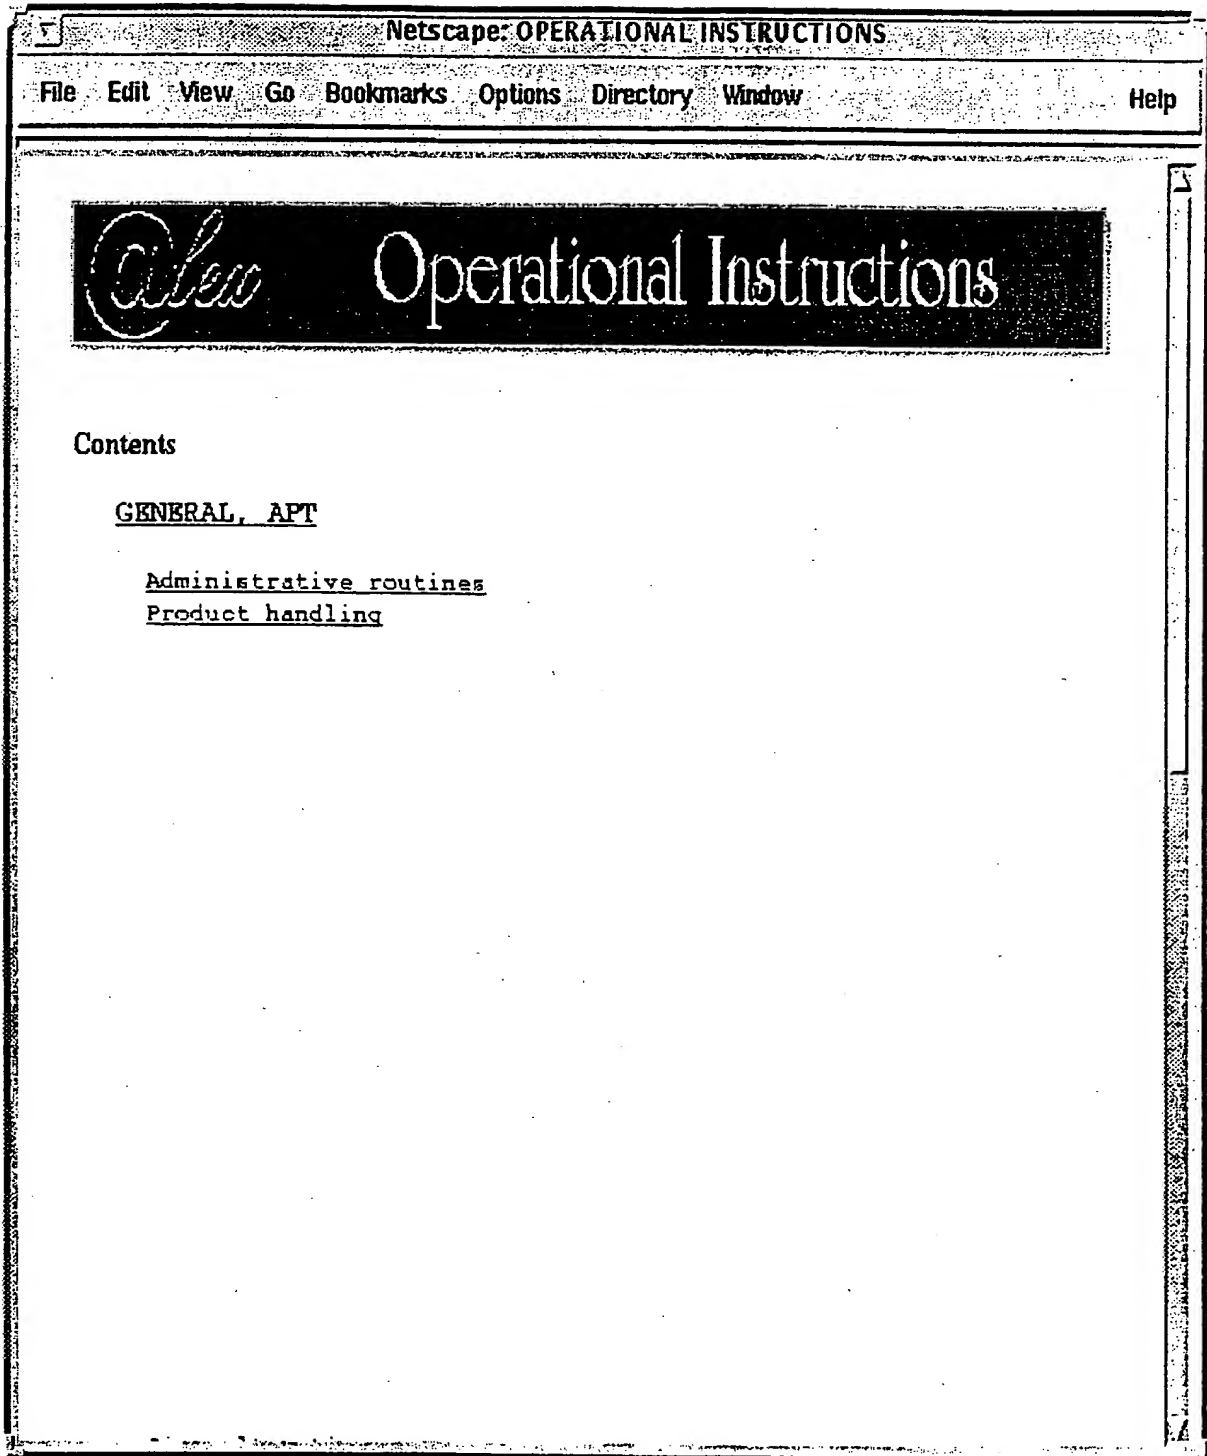 Netscape: OPERATIONAL INSTRUCTIONS
File Edit View Go Bookmarks Options Directory Window Help
Alex Operational Instructions
Contents
GENERAL, APT
Administrative routines
Product handling